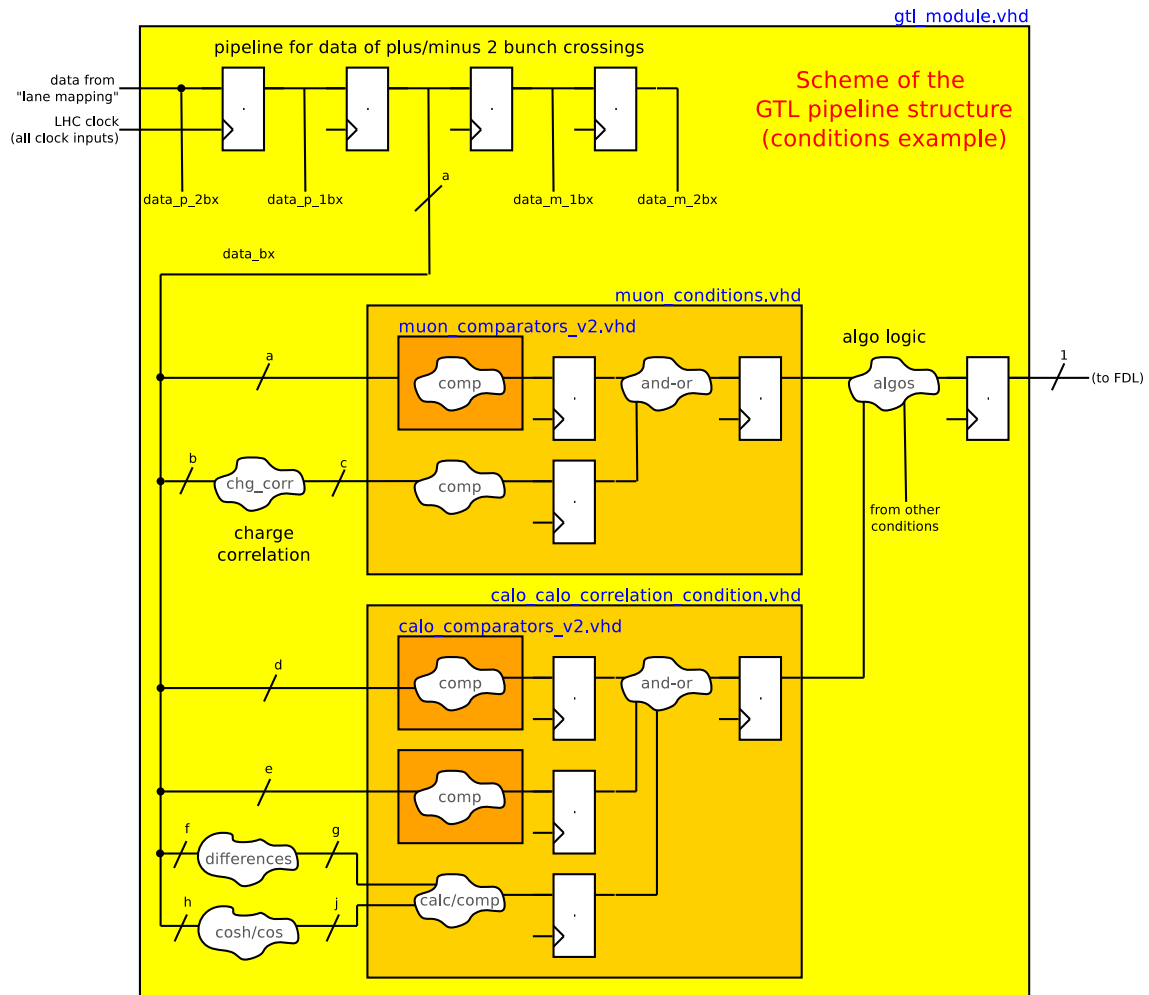 gtl_module.vhd
pipeline for data of plus/minus 2 bunch crossings
data from
"lane mapping"
LHC clock
(all clock inputs)
Scheme of the
GTL pipeline structure
(conditions example)
.
.
.
.
a
data_p_2bx
data_p_1bx
data_m_1bx
data_m_2bx
data_bx
muon_conditions.vhd
muon_comparators_v2.vhd
algo logic
a
comp
.
and-or
.
algos
.
1
(to FDL)
b
chg_corr
c
comp
.
charge
correlation
from other
conditions
calo_calo_correlation_condition.vhd
calo_comparators_v2.vhd
d
comp
.
and-or
.
e
comp
.
f
differences
g
calc/comp
.
h
cosh/cos
j